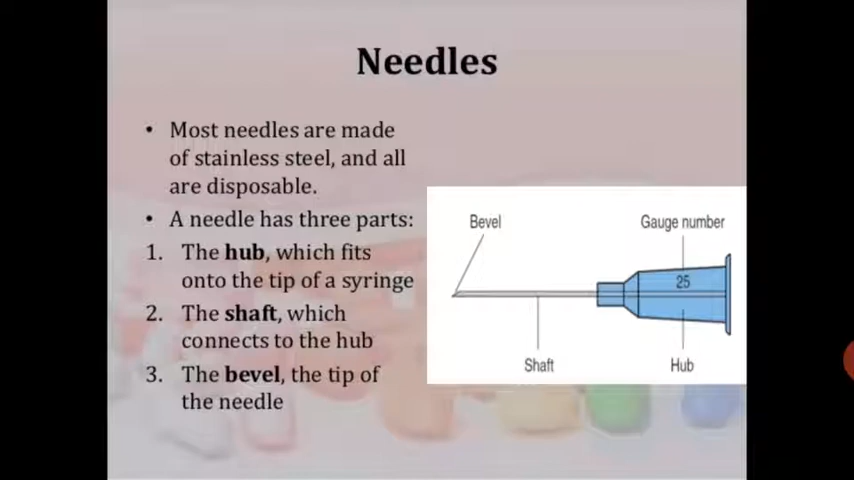 Needles
• Most needles are made
of stainless steel, and all
are disposable.
• A needle has three parts:
1. The hub, which fits
onto the tip of a syringe
2. The shaft, which
connects to the hub
3. The bevel, the tip of
the needle
Bevel
Gauge number
25
Shaft
Hub